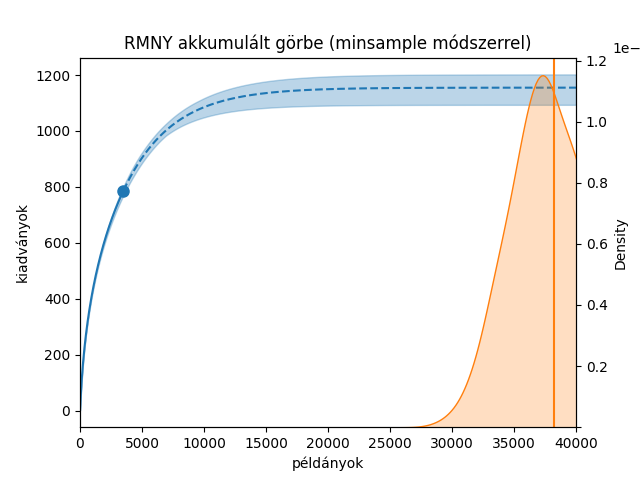 RMNY akkumulált görbe (minsample módszerrel)
1e−
1200
1000
800
600
400
200
0
kiadványok
0 5000 10000 15000 20000 25000 30000 35000 40000
példányok
1.2
1.0
0.8
0.6
0.4
0.2
Density